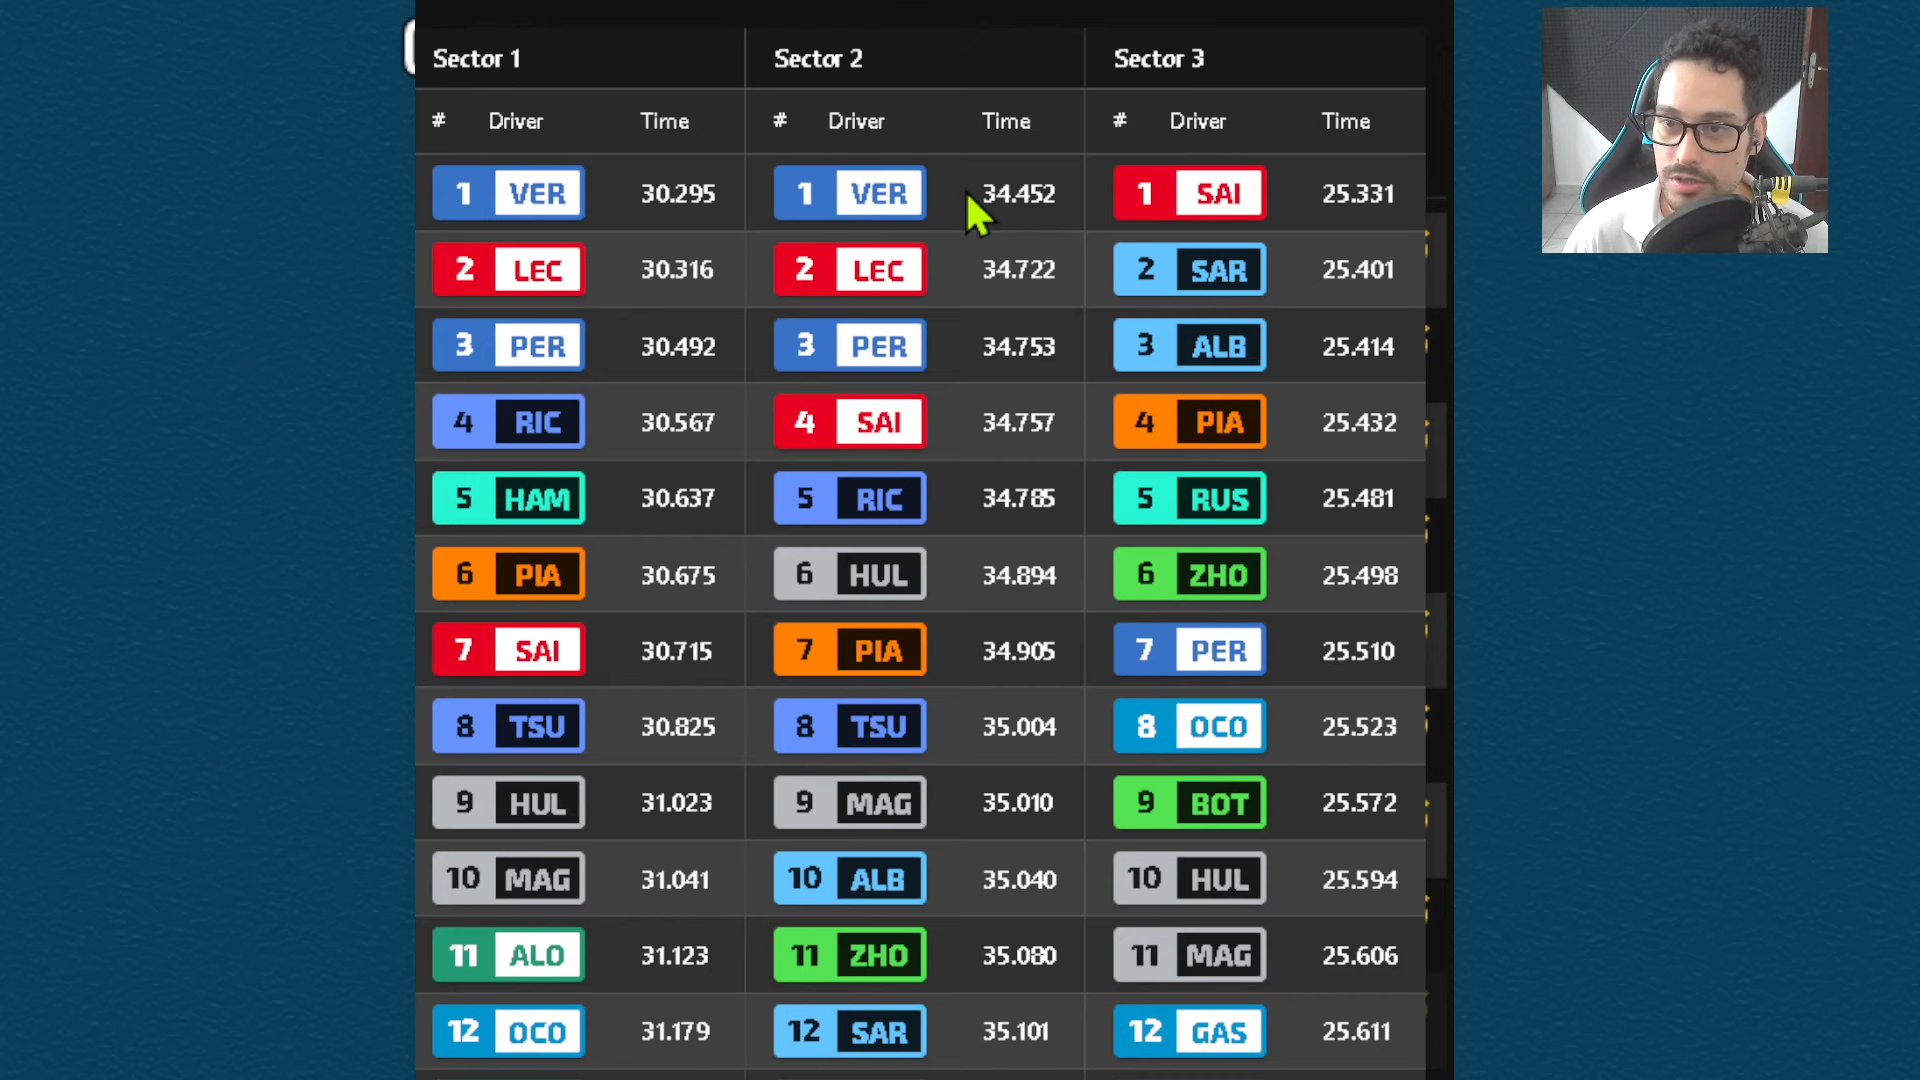 Sector 1 Sector 2 Sector 3
# Driver Time # Driver Time # Driver Time
1 VER 30.295 1 VER 34.452 1 SAI 25.331
2 LEC 30.316 2 LEC 34.722 2 SAR 25.401
3 PER 30.492 3 PER 34.753 3 ALB 25.414
4 RIC 30.567 4 SAI 34.757 4 PIA 25.432
5 HAM 30.637 5 RIC 34.785 5 RUS 25.481
6 PIA 30.675 6 HUL 34.894 6 ZHO 25.498
7 SAI 30.715 7 PIA 34.905 7 PER 25.510
8 TSU 30.825 8 TSU 35.004 8 OCO 25.523
9 HUL 31.023 9 MAG 35.010 9 BOT 25.572
10 MAG 31.041 10 ALB 35.040 10 HUL 25.594
11 ALO 31.123 11 ZHO 35.080 11 MAG 25.606
12 OCO 31.179 12 SAR 35.101 12 GAS 25.611